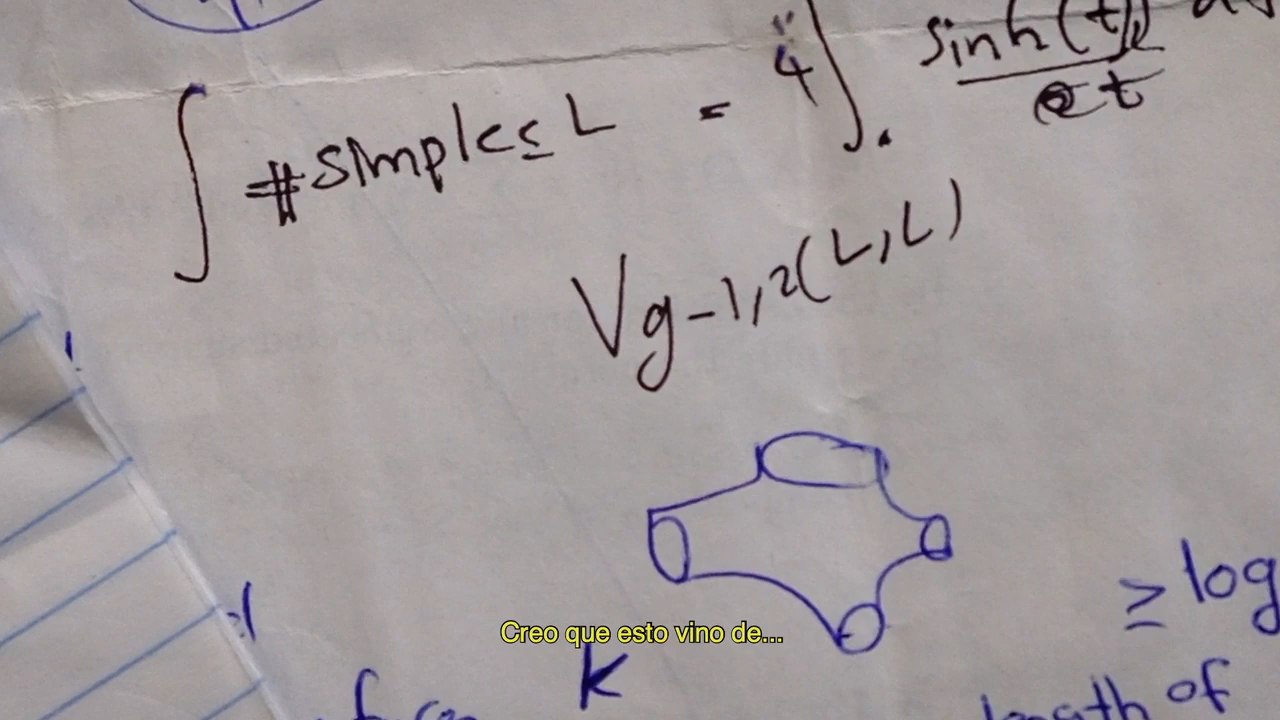 ∫ #simple ≤ L = 4 ∫ sinh(t)
t
Vg-1,2(L,L)
≥ log
Creo que esto vino de...
k
length of